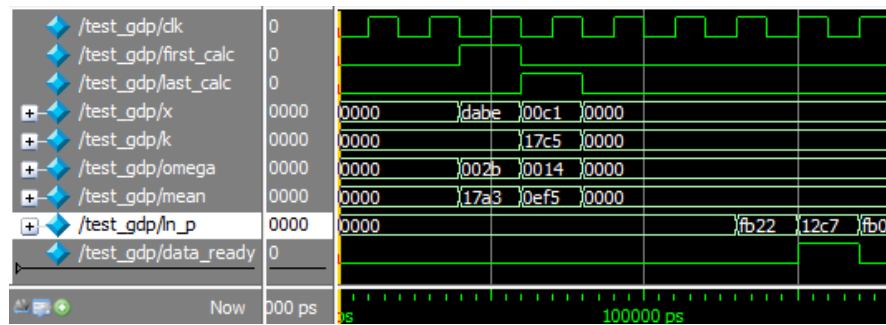 /test_gdp/clk 0
/test_gdp/first_calc 0
/test_gdp/last_calc 0
/test_gdp/x 0000 0000 dabe 00c1 0000
/test_gdp/k 0000 0000 17c5 0000
/test_gdp/omega 0000 0000 002b 0014 0000
/test_gdp/mean 0000 0000 17a3 0ef5 0000
/test_gdp/ln_p 0000 0000 fb22 12c7 fb0
/test_gdp/data_ready 0
Now 000 ps ps 100000 ps